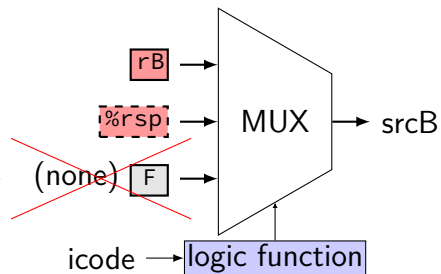 rB
%rsp
MUX
srcB
(none) F
icode
logic function